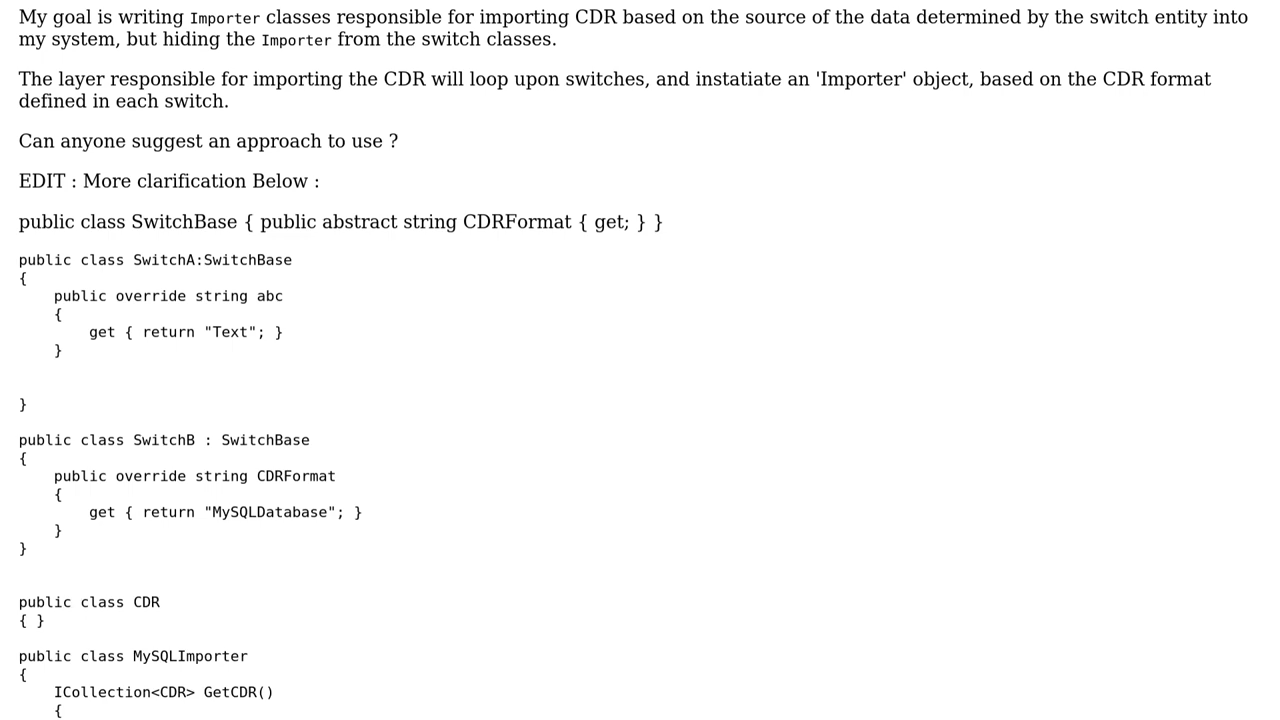 My goal is writing Importer classes responsible for importing CDR based on the source of the data determined by the switch entity into
my system, but hiding the Importer from the switch classes.
The layer responsible for importing the CDR will loop upon switches, and instatiate an 'Importer' object, based on the CDR format
defined in each switch.
Can anyone suggest an approach to use ?
EDIT : More clarification Below :
public class SwitchBase { public abstract string CDRFormat { get; } }
public class SwitchA:SwitchBase
{
    public override string abc
    {
        get { return "Text"; }
    }
}
public class SwitchB : SwitchBase
{
    public override string CDRFormat
    {
        get { return "MySQLDatabase"; }
    }
}
public class CDR
{ }
public class MySQLImporter
{
    ICollection<CDR> GetCDR()
    {